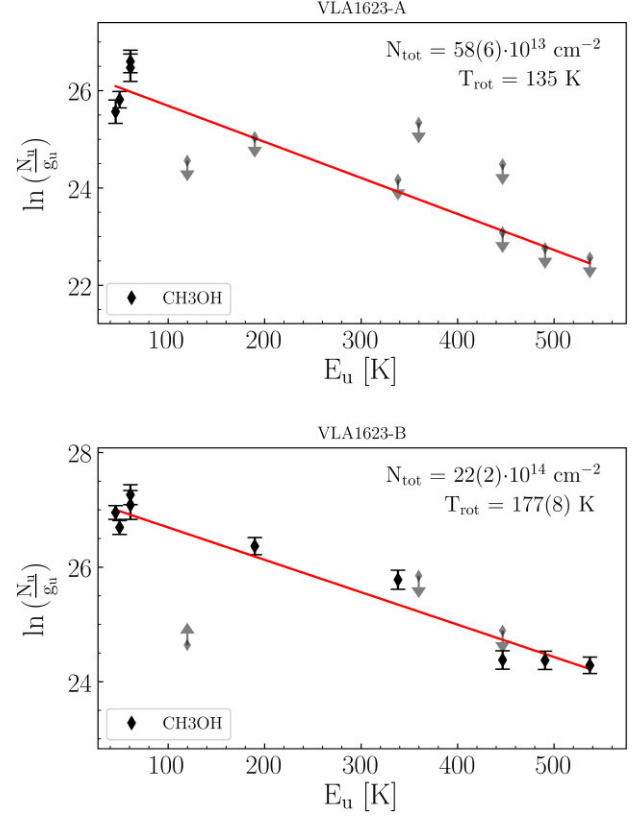 VLA1623-A
N_tot = 58(6)·10^13 cm^−2
T_rot = 135 K
ln (N_u/g_u)
26
24
22
CH3OH
100 200 300 400 500
E_u [K]
VLA1623-B
N_tot = 22(2)·10^14 cm^−2
T_rot = 177(8) K
ln (N_u/g_u)
28
26
24
CH3OH
100 200 300 400 500
E_u [K]